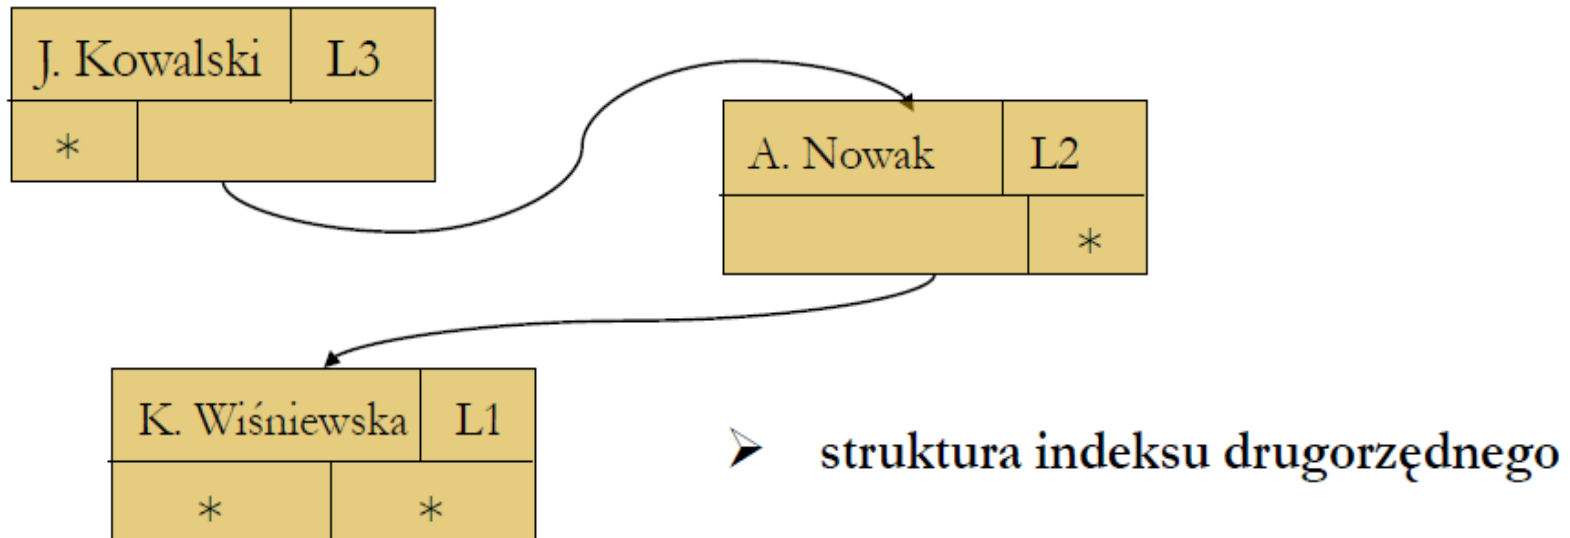 J. Kowalski L3
*
A. Nowak L2
*
K. Wiśniewska L1
* *
➢ struktura indeksu drugorzędnego